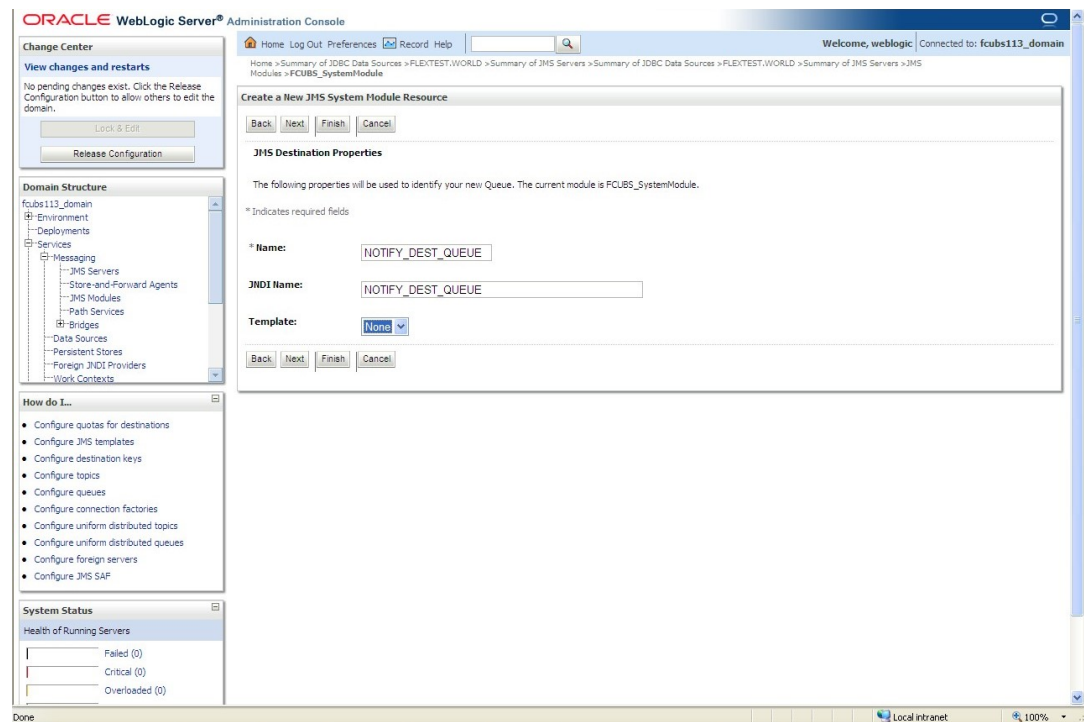 ORACLE WebLogic Server® Administration Console
Change Center
View changes and restarts
No pending changes exist. Click the Release
Configuration button to allow others to edit the
domain.
Lock & Edit
Release Configuration
Domain Structure
fcubs113_domain
Environment
Deployments
Services
Messaging
JMS Servers
Store-and-Forward Agents
JMS Modules
Path Services
Bridges
Data Sources
Persistent Stores
Foreign JNDI Providers
Work Contexts
How do I...
Configure quotas for destinations
Configure JMS templates
Configure destination keys
Configure topics
Configure queues
Configure connection factories
Configure uniform distributed topics
Configure uniform distributed queues
Configure foreign servers
Configure JMS SAF
System Status
Health of Running Servers
Failed (0)
Critical (0)
Overloaded (0)
Home Log Out Preferences Record Help
Welcome, weblogic Connected to: fcubs113_domain
Home >Summary of JDBC Data Sources >FLEXTEST.WORLD >Summary of JMS Servers >Summary of JDBC Data Sources >FLEXTEST.WORLD >Summary of JMS Servers >JMS
Modules >FCUBS_SystemModule
Create a New JMS System Module Resource
Back Next Finish Cancel
JMS Destination Properties
The following properties will be used to identify your new Queue. The current module is FCUBS_SystemModule.
* Indicates required fields
* Name: NOTIFY_DEST_QUEUE
JNDI Name: NOTIFY_DEST_QUEUE
Template: None
Back Next Finish Cancel
Done Local intranet 100%